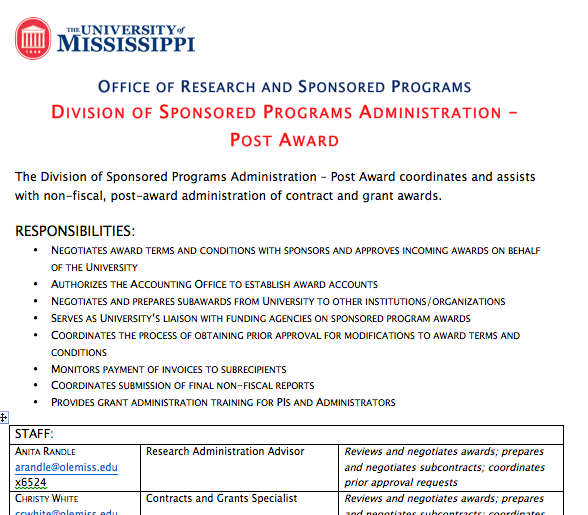 THE UNIVERSITY of
MISSISSIPPI
OFFICE OF RESEARCH AND SPONSORED PROGRAMS
DIVISION OF SPONSORED PROGRAMS ADMINISTRATION –
POST AWARD
The Division of Sponsored Programs Administration – Post Award coordinates and assists
with non-fiscal, post-award administration of contract and grant awards.
RESPONSIBILITIES:
• NEGOTIATES AWARD TERMS AND CONDITIONS WITH SPONSORS AND APPROVES INCOMING AWARDS ON BEHALF
OF THE UNIVERSITY
• AUTHORIZES THE ACCOUNTING OFFICE TO ESTABLISH AWARD ACCOUNTS
• NEGOTIATES AND PREPARES SUBAWARDS FROM UNIVERSITY TO OTHER INSTITUTIONS/ORGANIZATIONS
• SERVES AS UNIVERSITY'S LIAISON WITH FUNDING AGENCIES ON SPONSORED PROGRAM AWARDS
• COORDINATES THE PROCESS OF OBTAINING PRIOR APPROVAL FOR MODIFICATIONS TO AWARD TERMS AND
CONDITIONS
• MONITORS PAYMENT OF INVOICES TO SUBRECIPIENTS
• COORDINATES SUBMISSION OF FINAL NON-FISCAL REPORTS
• PROVIDES GRANT ADMINISTRATION TRAINING FOR PIS AND ADMINISTRATORS
STAFF:
ANITA RANDLE
arandle@olemiss.edu
x6524
Research Administration Advisor
Reviews and negotiates awards; prepares
and negotiates subcontracts; coordinates
prior approval requests
CHRISTY WHITE
ccwhite@olemiss.edu
Contracts and Grants Specialist
Reviews and negotiates awards; prepares
and negotiates subcontracts; coordinates